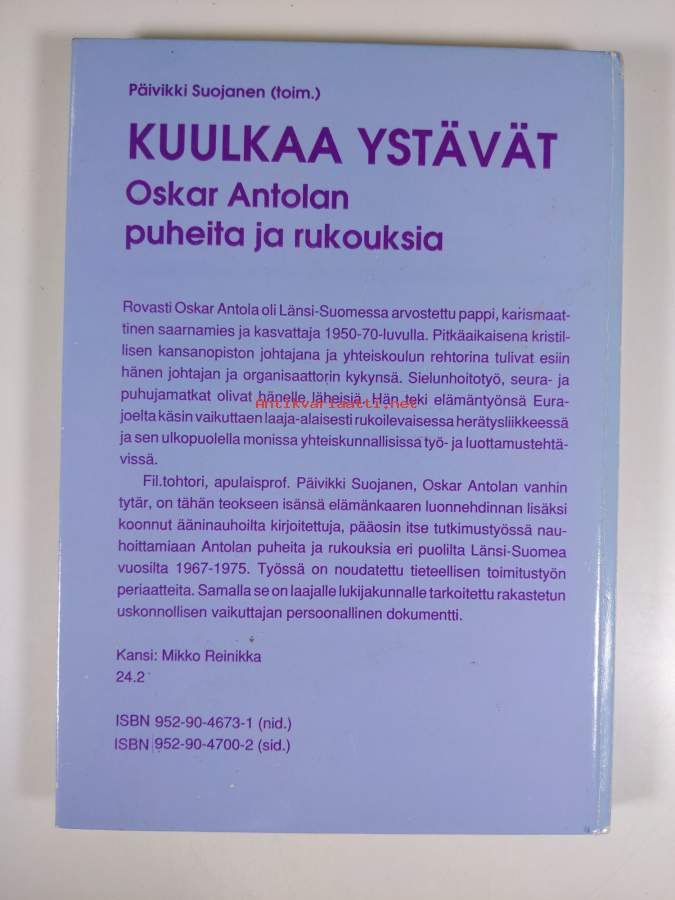 Päivikki Suojanen (toim.)
KUULKAA YSTÄVÄT
Oskar Antolan
puheita ja rukouksia
Rovasti Oskar Antola oli Länsi-Suomessa arvostettu pappi, karismaat-
tinen saarnamies ja kasvattaja 1950-70-luvulla. Pitkäaikaisena kristil-
lisen kansanopiston johtajana ja yhteiskoulun rehtorina tulivat esiin
hänen johtajan ja organisaattorin kykynsä. Sielunhoitotyö, seura- ja
puhujamatkat olivat hänelle läheisiä. Hän teki elämäntyönsä Eura-
Antikvariaatti.net
joelta käsin vaikuttaen laaja-alaisesti rukoilevaisessa herätysliikkeessä
ja sen ulkopuolella monissa yhteiskunnallisissa työ- ja luottamustehtä-
vissä.
Fil.tohtori, apulaisprof. Päivikki Suojanen, Oskar Antolan vanhin
tytär, on tähän teokseen isänsä elämänkaaren luonnehdinnan lisäksi
koonnut ääninauhoilta kirjoitettuja, pääosin itse tutkimustyössä nau-
hoittamiaan Antolan puheita ja rukouksia eri puolilta Länsi-Suomea
vuosilta 1967-1975. Työssä on noudatettu tieteellisen toimitustyön
periaatteita. Samalla se on laajalle lukijakunnalle tarkoitettu rakastetun
uskonnollisen vaikuttajan persoonallinen dokumentti.
Kansi: Mikko Reinikka
24.2
ISBN 952-90-4673-1 (nid.)
ISBN 952-90-4700-2 (sid.)